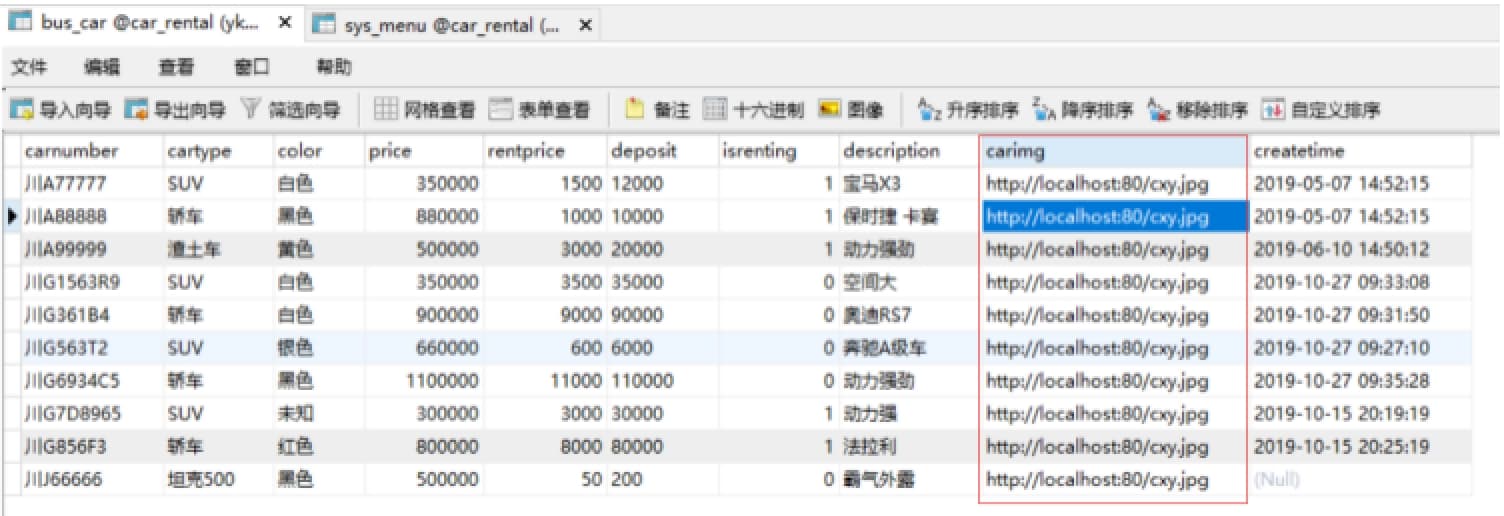 bus_car @car_rental (yk... × sys_menu @car_rental (... ×
文件 编辑 查看 窗口 帮助
导入向导 导出向导 筛选向导 网格查看 表单查看 备注 十六进制 图像 升序排序 降序排序 移除排序 自定义排序
carnumber cartype color price rentprice deposit isrenting description carimg createtime
川A77777 SUV 白色 350000 1500 12000 1 宝马X3 http://localhost:80/cxy.jpg 2019-05-07 14:52:15
川A88888 轿车 黑色 880000 1000 10000 1 保时捷 卡宴 http://localhost:80/cxy.jpg 2019-05-07 14:52:15
川A99999 渣土车 黄色 500000 3000 20000 1 动力强劲 http://localhost:80/cxy.jpg 2019-06-10 14:50:12
川G1563R9 SUV 白色 350000 3500 35000 0 空间大 http://localhost:80/cxy.jpg 2019-10-27 09:33:08
川G361B4 轿车 白色 900000 9000 90000 0 奥迪RS7 http://localhost:80/cxy.jpg 2019-10-27 09:31:50
川G563T2 SUV 银色 660000 600 6000 0 奔驰A级车 http://localhost:80/cxy.jpg 2019-10-27 09:27:10
川G6934C5 轿车 黑色 1100000 11000 110000 0 动力强劲 http://localhost:80/cxy.jpg 2019-10-27 09:35:28
川G7D8965 SUV 未知 300000 3000 30000 1 动力强 http://localhost:80/cxy.jpg 2019-10-15 20:19:19
川G856F3 轿车 红色 800000 8000 80000 1 法拉利 http://localhost:80/cxy.jpg 2019-10-15 20:25:19
川J66666 坦克500 黑色 500000 50 200 0 霸气外露 http://localhost:80/cxy.jpg (Null)